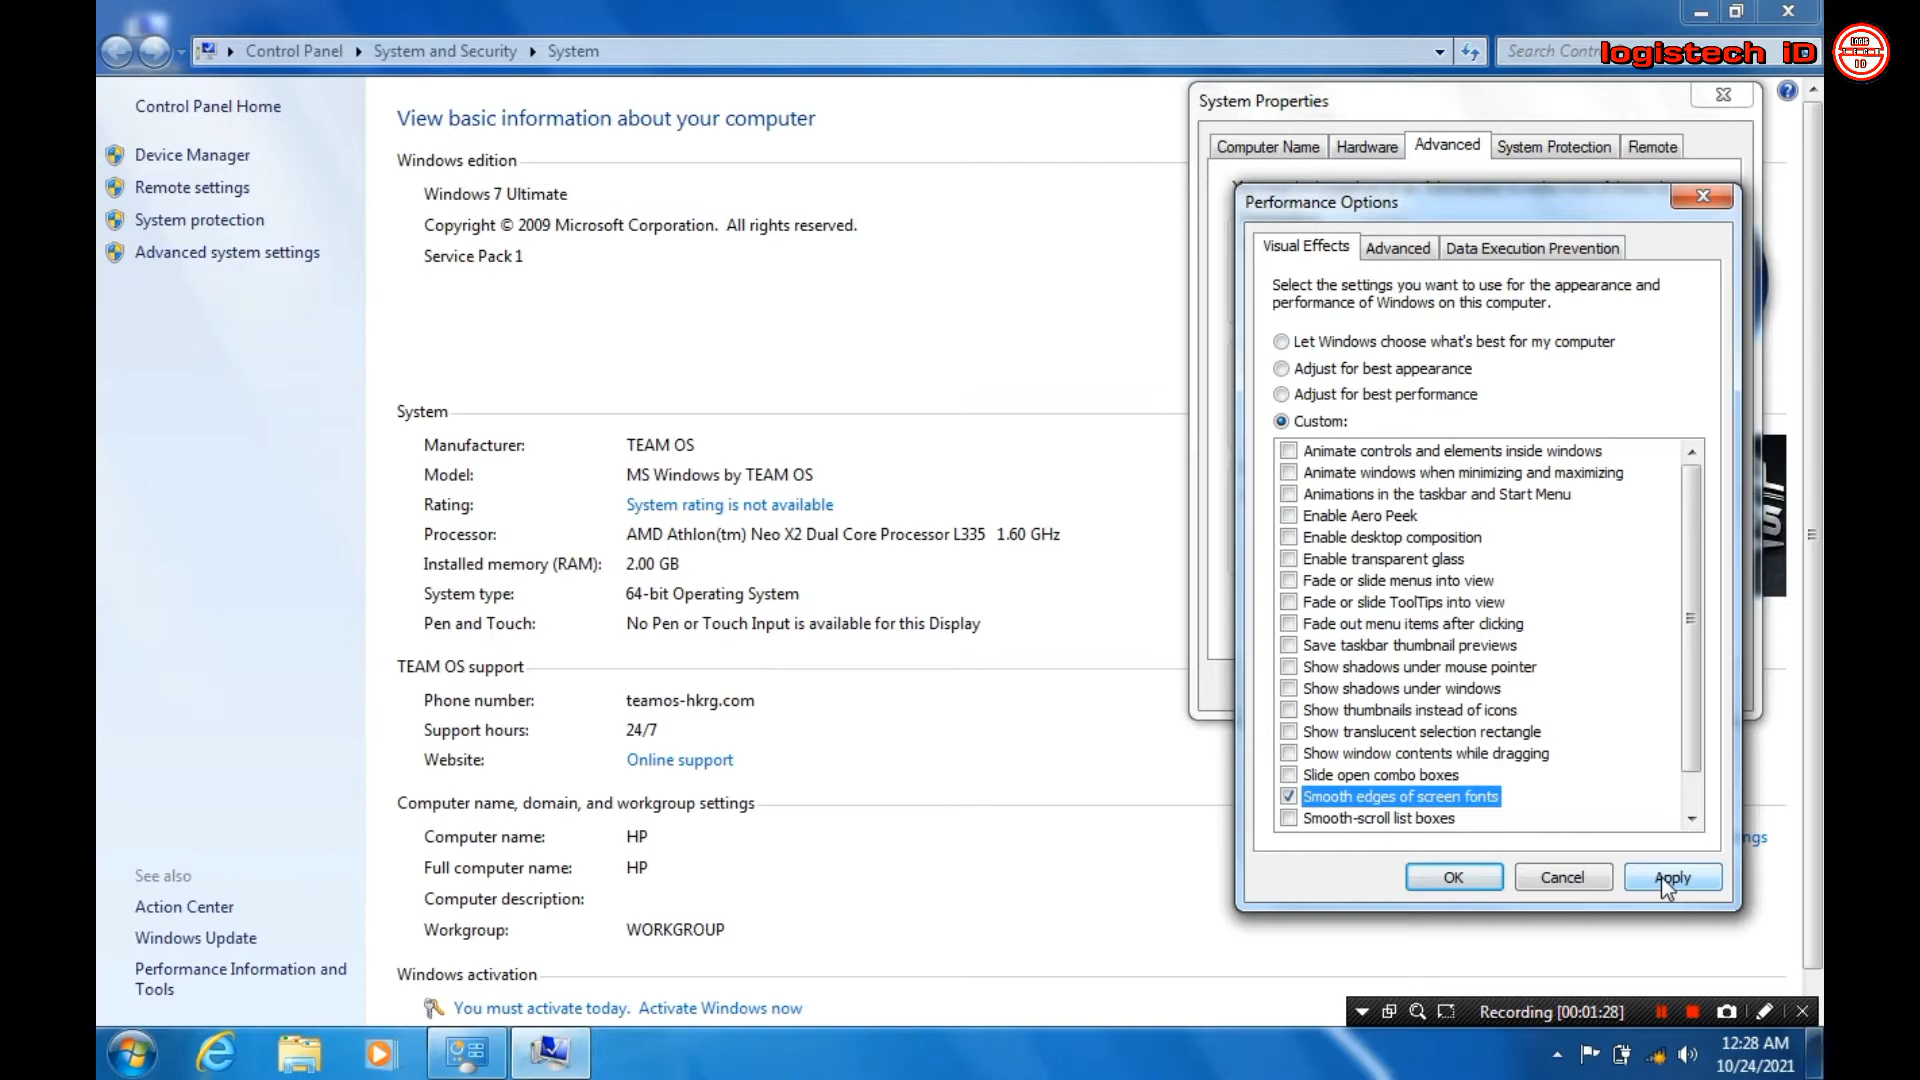 Control Panel
System and Security
System
Search Contr
logistech iD
LOGIS
TECH
ID
Control Panel Home
Device Manager
Remote settings
System protection
Advanced system settings
See also
Action Center
Windows Update
Performance Information and
Tools
View basic information about your computer
Windows edition
Windows 7 Ultimate
Copyright © 2009 Microsoft Corporation. All rights reserved.
Service Pack 1
System
Manufacturer: TEAM OS
Model: MS Windows by TEAM OS
Rating: System rating is not available
Processor: AMD Athlon(tm) Neo X2 Dual Core Processor L335 1.60 GHz
Installed memory (RAM): 2.00 GB
System type: 64-bit Operating System
Pen and Touch: No Pen or Touch Input is available for this Display
TEAM OS support
Phone number: teamos-hkrg.com
Support hours: 24/7
Website: Online support
Computer name, domain, and workgroup settings
Computer name: HP
Full computer name: HP
Computer description:
Workgroup: WORKGROUP
Windows activation
You must activate today. Activate Windows now
System Properties
Computer Name
Hardware
Advanced
System Protection
Remote
Performance Options
Visual Effects
Advanced
Data Execution Prevention
Select the settings you want to use for the appearance and
performance of Windows on this computer.
Let Windows choose what's best for my computer
Adjust for best appearance
Adjust for best performance
Custom:
Animate controls and elements inside windows
Animate windows when minimizing and maximizing
Animations in the taskbar and Start Menu
Enable Aero Peek
Enable desktop composition
Enable transparent glass
Fade or slide menus into view
Fade or slide ToolTips into view
Fade out menu items after clicking
Save taskbar thumbnail previews
Show shadows under mouse pointer
Show shadows under windows
Show thumbnails instead of icons
Show translucent selection rectangle
Show window contents while dragging
Slide open combo boxes
Smooth edges of screen fonts
Smooth-scroll list boxes
OK
Cancel
Apply
ngs
Recording [00:01:28]
12:28 AM
10/24/2021